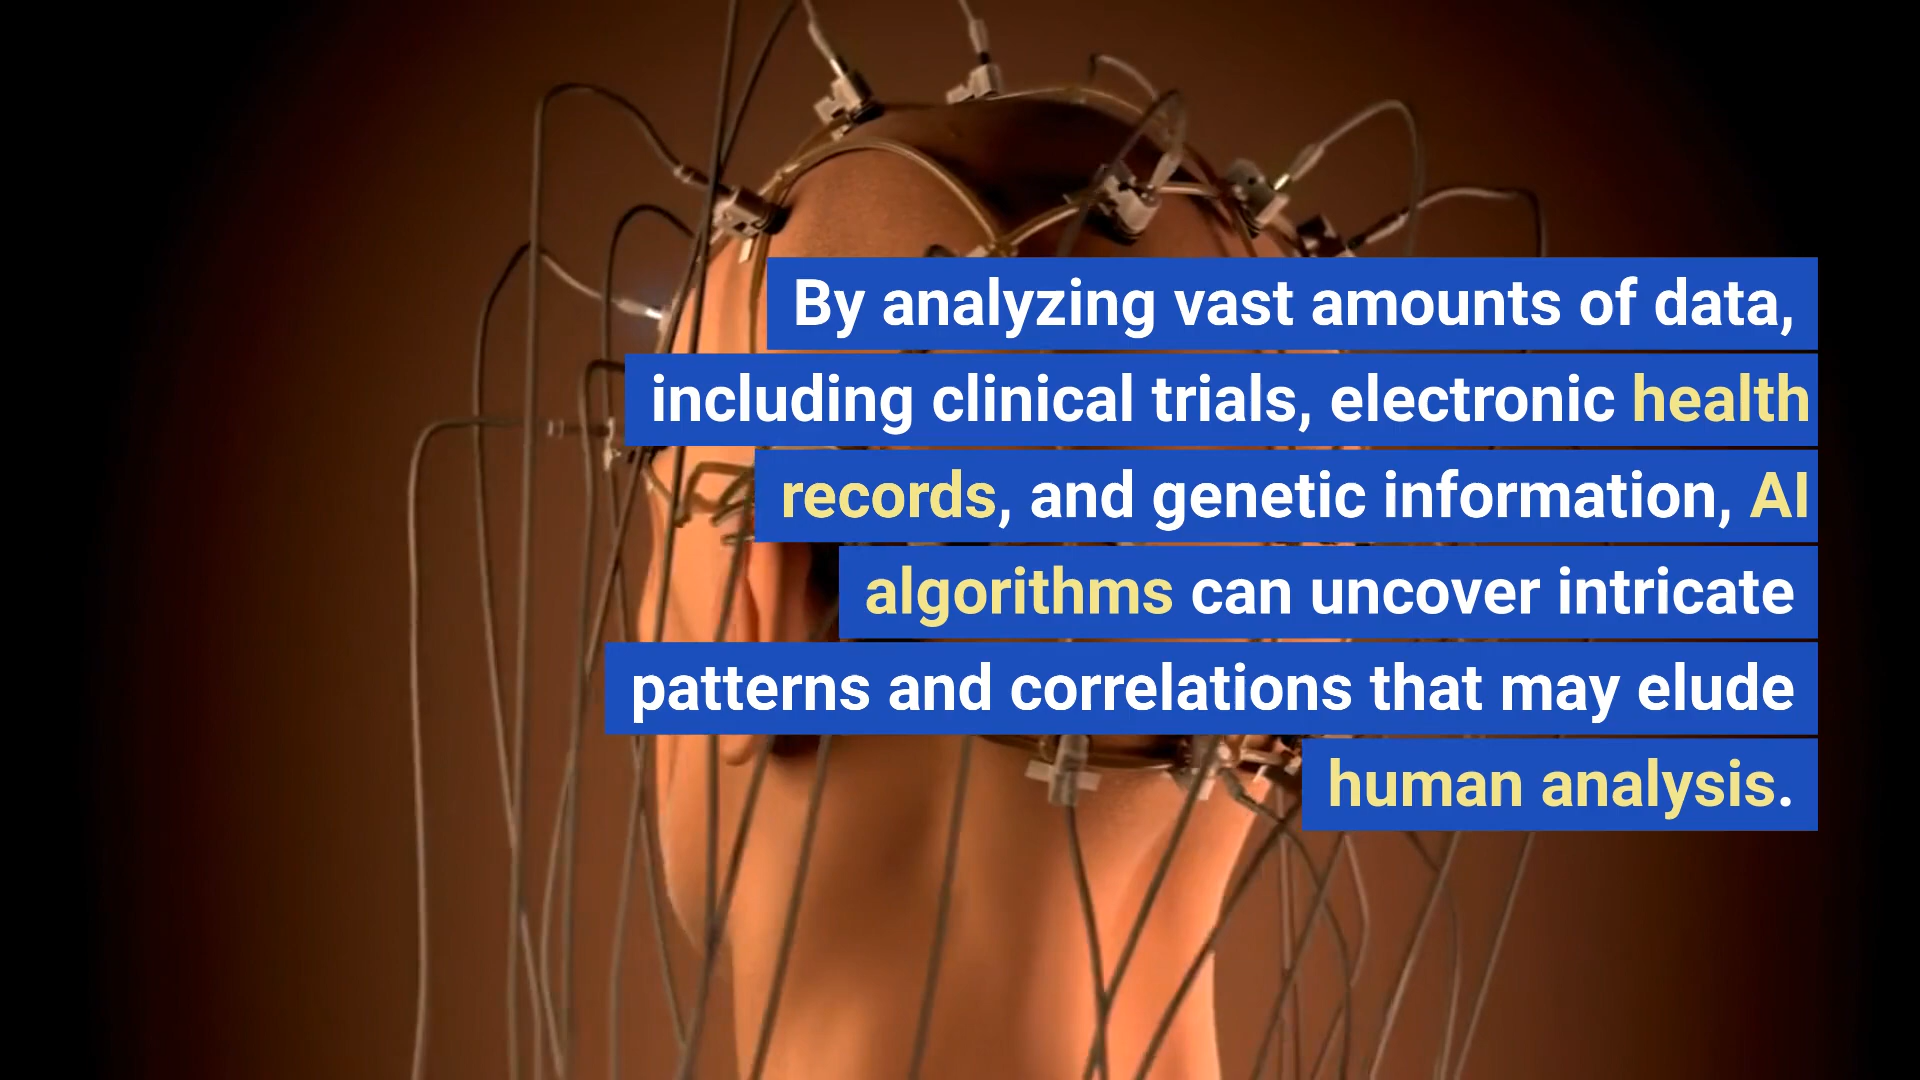 By analyzing vast amounts of data,
including clinical trials, electronic health
records, and genetic information, AI
algorithms can uncover intricate
patterns and correlations that may elude
human analysis.